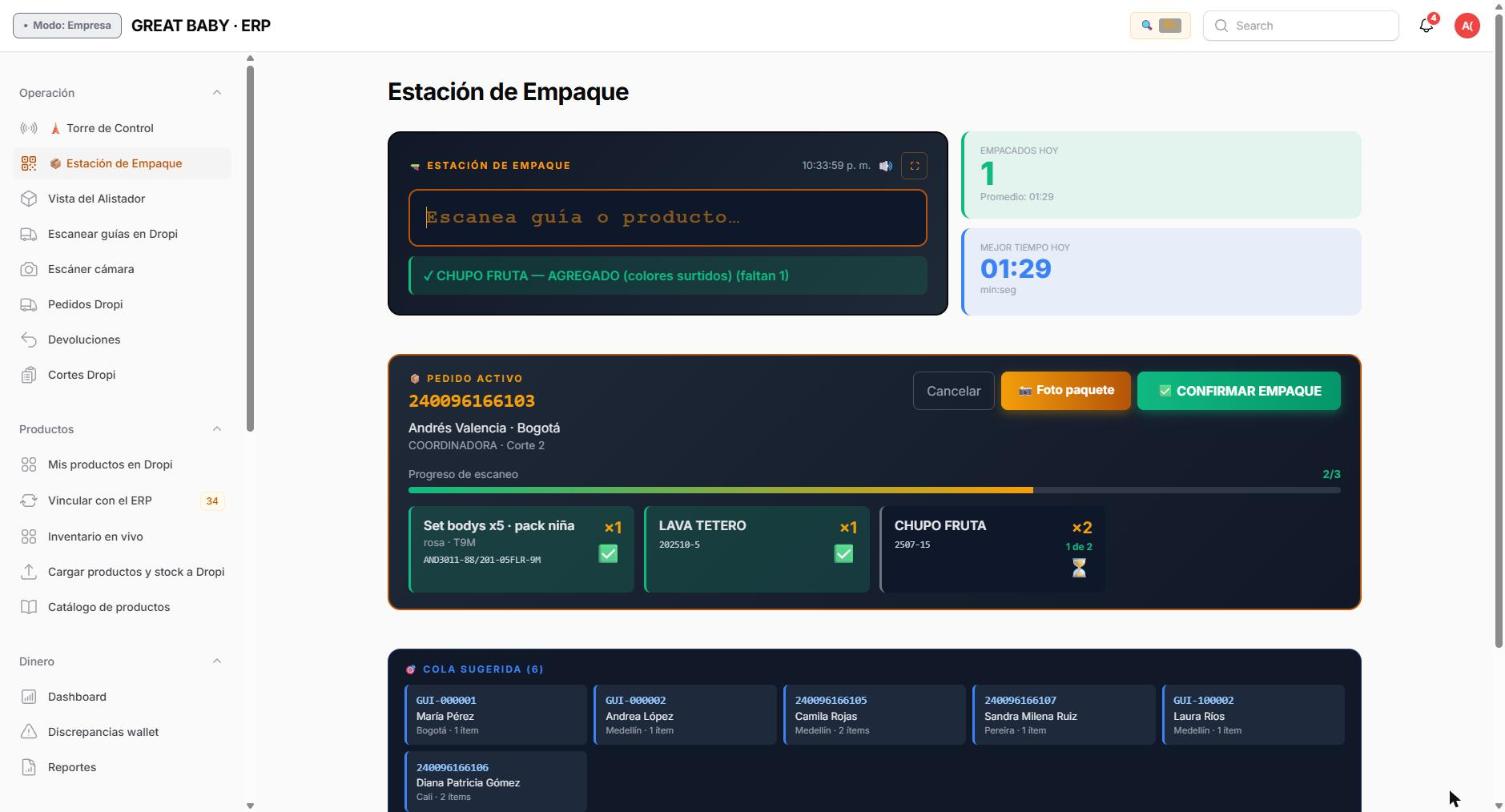 • Modo: Empresa
GREAT BABY · ERP
Search
4
A(
Operación
Torre de Control
Estación de Empaque
Vista del Alistador
Escanear guías en Dropi
Escáner cámara
Pedidos Dropi
Devoluciones
Cortes Dropi
Productos
Mis productos en Dropi
Vincular con el ERP 34
Inventario en vivo
Cargar productos y stock a Dropi
Catálogo de productos
Dinero
Dashboard
Discrepancias wallet
Reportes
Estación de Empaque
ESTACIÓN DE EMPAQUE
10:33:59 p. m.
Escanea guía o producto…
✓ CHUPO FRUTA — AGREGADO (colores surtidos) (faltan 1)
EMPACADOS HOY
1
Promedio: 01:29
MEJOR TIEMPO HOY
01:29
min:seg
PEDIDO ACTIVO
240096166103
Andrés Valencia · Bogotá
COORDINADORA · Corte 2
Cancelar
Foto paquete
CONFIRMAR EMPAQUE
Progreso de escaneo
2/3
Set bodys x5 · pack niña ×1
rosa · T9M
AND3011-88/201-05FLR-9M
LAVA TETERO ×1
202510-5
CHUPO FRUTA ×2
2507-15
1 de 2
COLA SUGERIDA (6)
GUI-000001
María Pérez
Bogotá · 1 ítem
GUI-000002
Andrea López
Medellín · 1 ítem
240096166105
Camila Rojas
Medellín · 2 ítems
240096166107
Sandra Milena Ruiz
Pereira · 1 ítem
GUI-100002
Laura Ríos
Medellín · 1 ítem
240096166106
Diana Patricia Gómez
Cali · 2 ítems